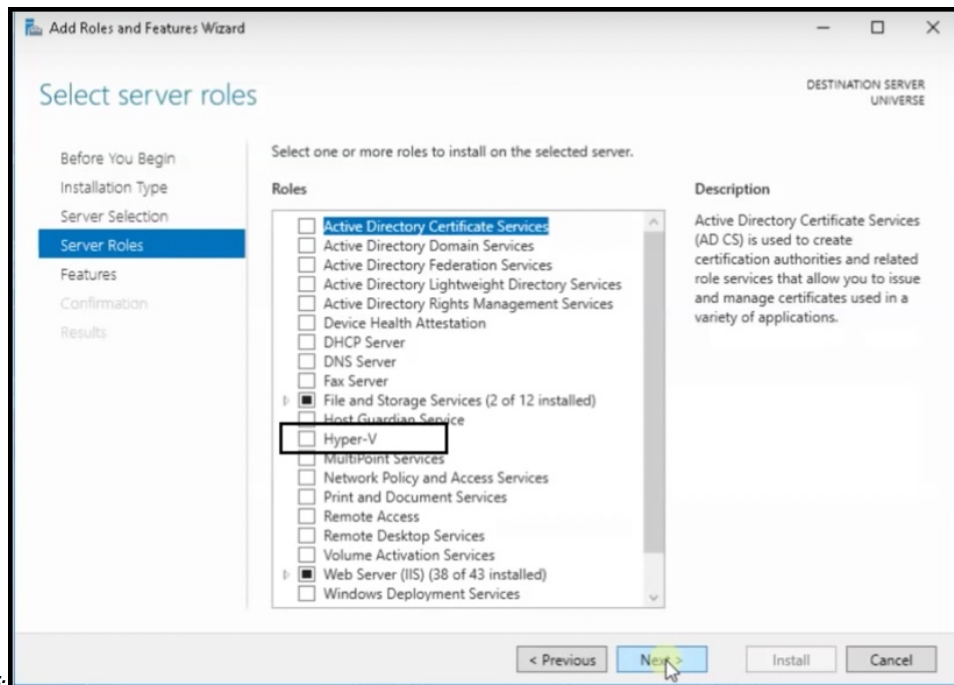 Add Roles and Features Wizard
Select server roles
DESTINATION SERVER
UNIVERSE
Before You Begin
Installation Type
Server Selection
Server Roles
Features
Confirmation
Results
Select one or more roles to install on the selected server.
Roles
Active Directory Certificate Services
Active Directory Domain Services
Active Directory Federation Services
Active Directory Lightweight Directory Services
Active Directory Rights Management Services
Device Health Attestation
DHCP Server
DNS Server
Fax Server
File and Storage Services (2 of 12 installed)
Host Guardian Service
Hyper-V
MultiPoint Services
Network Policy and Access Services
Print and Document Services
Remote Access
Remote Desktop Services
Volume Activation Services
Web Server (IIS) (38 of 43 installed)
Windows Deployment Services
Description
Active Directory Certificate Services
(AD CS) is used to create
certification authorities and related
role services that allow you to issue
and manage certificates used in a
variety of applications.
< Previous
Next >
Install
Cancel